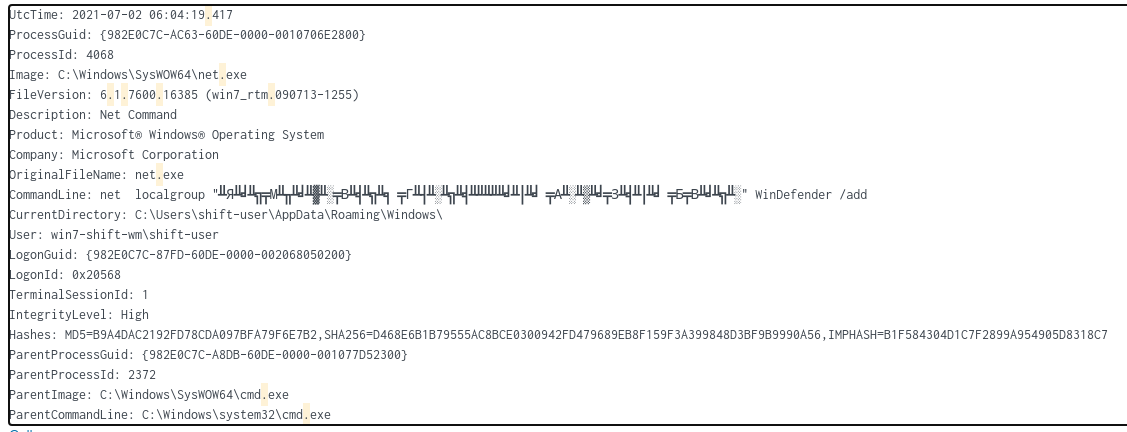 UtcTime: 2021-07-02 06:04:19.417
ProcessGuid: {982E0C7C-AC63-60DE-0000-0010706E2800}
ProcessId: 4068
Image: C:\Windows\SysWOW64\net.exe
FileVersion: 6.1.7600.16385 (win7_rtm.090713-1255)
Description: Net Command
Product: Microsoft® Windows® Operating System
Company: Microsoft Corporation
OriginalFileName: net.exe
CommandLine: net  localgroup " " WinDefender /add
CurrentDirectory: C:\Users\shift-user\AppData\Roaming\Windows\
User: win7-shift-wm\shift-user
LogonGuid: {982E0C7C-87FD-60DE-0000-002068050200}
LogonId: 0x20568
TerminalSessionId: 1
IntegrityLevel: High
Hashes: MD5=B9A4DAC2192FD78CDA097BFA79F6E7B2,SHA256=D468E6B1B79555AC8BCE0300942FD479689EB8F159F3A399848D3BF9B9990A56,IMPHASH=B1F584304D1C7F2899A954905D8318C7
ParentProcessGuid: {982E0C7C-A8DB-60DE-0000-001077D52300}
ParentProcessId: 2372
ParentImage: C:\Windows\SysWOW64\cmd.exe
ParentCommandLine: C:\Windows\system32\cmd.exe